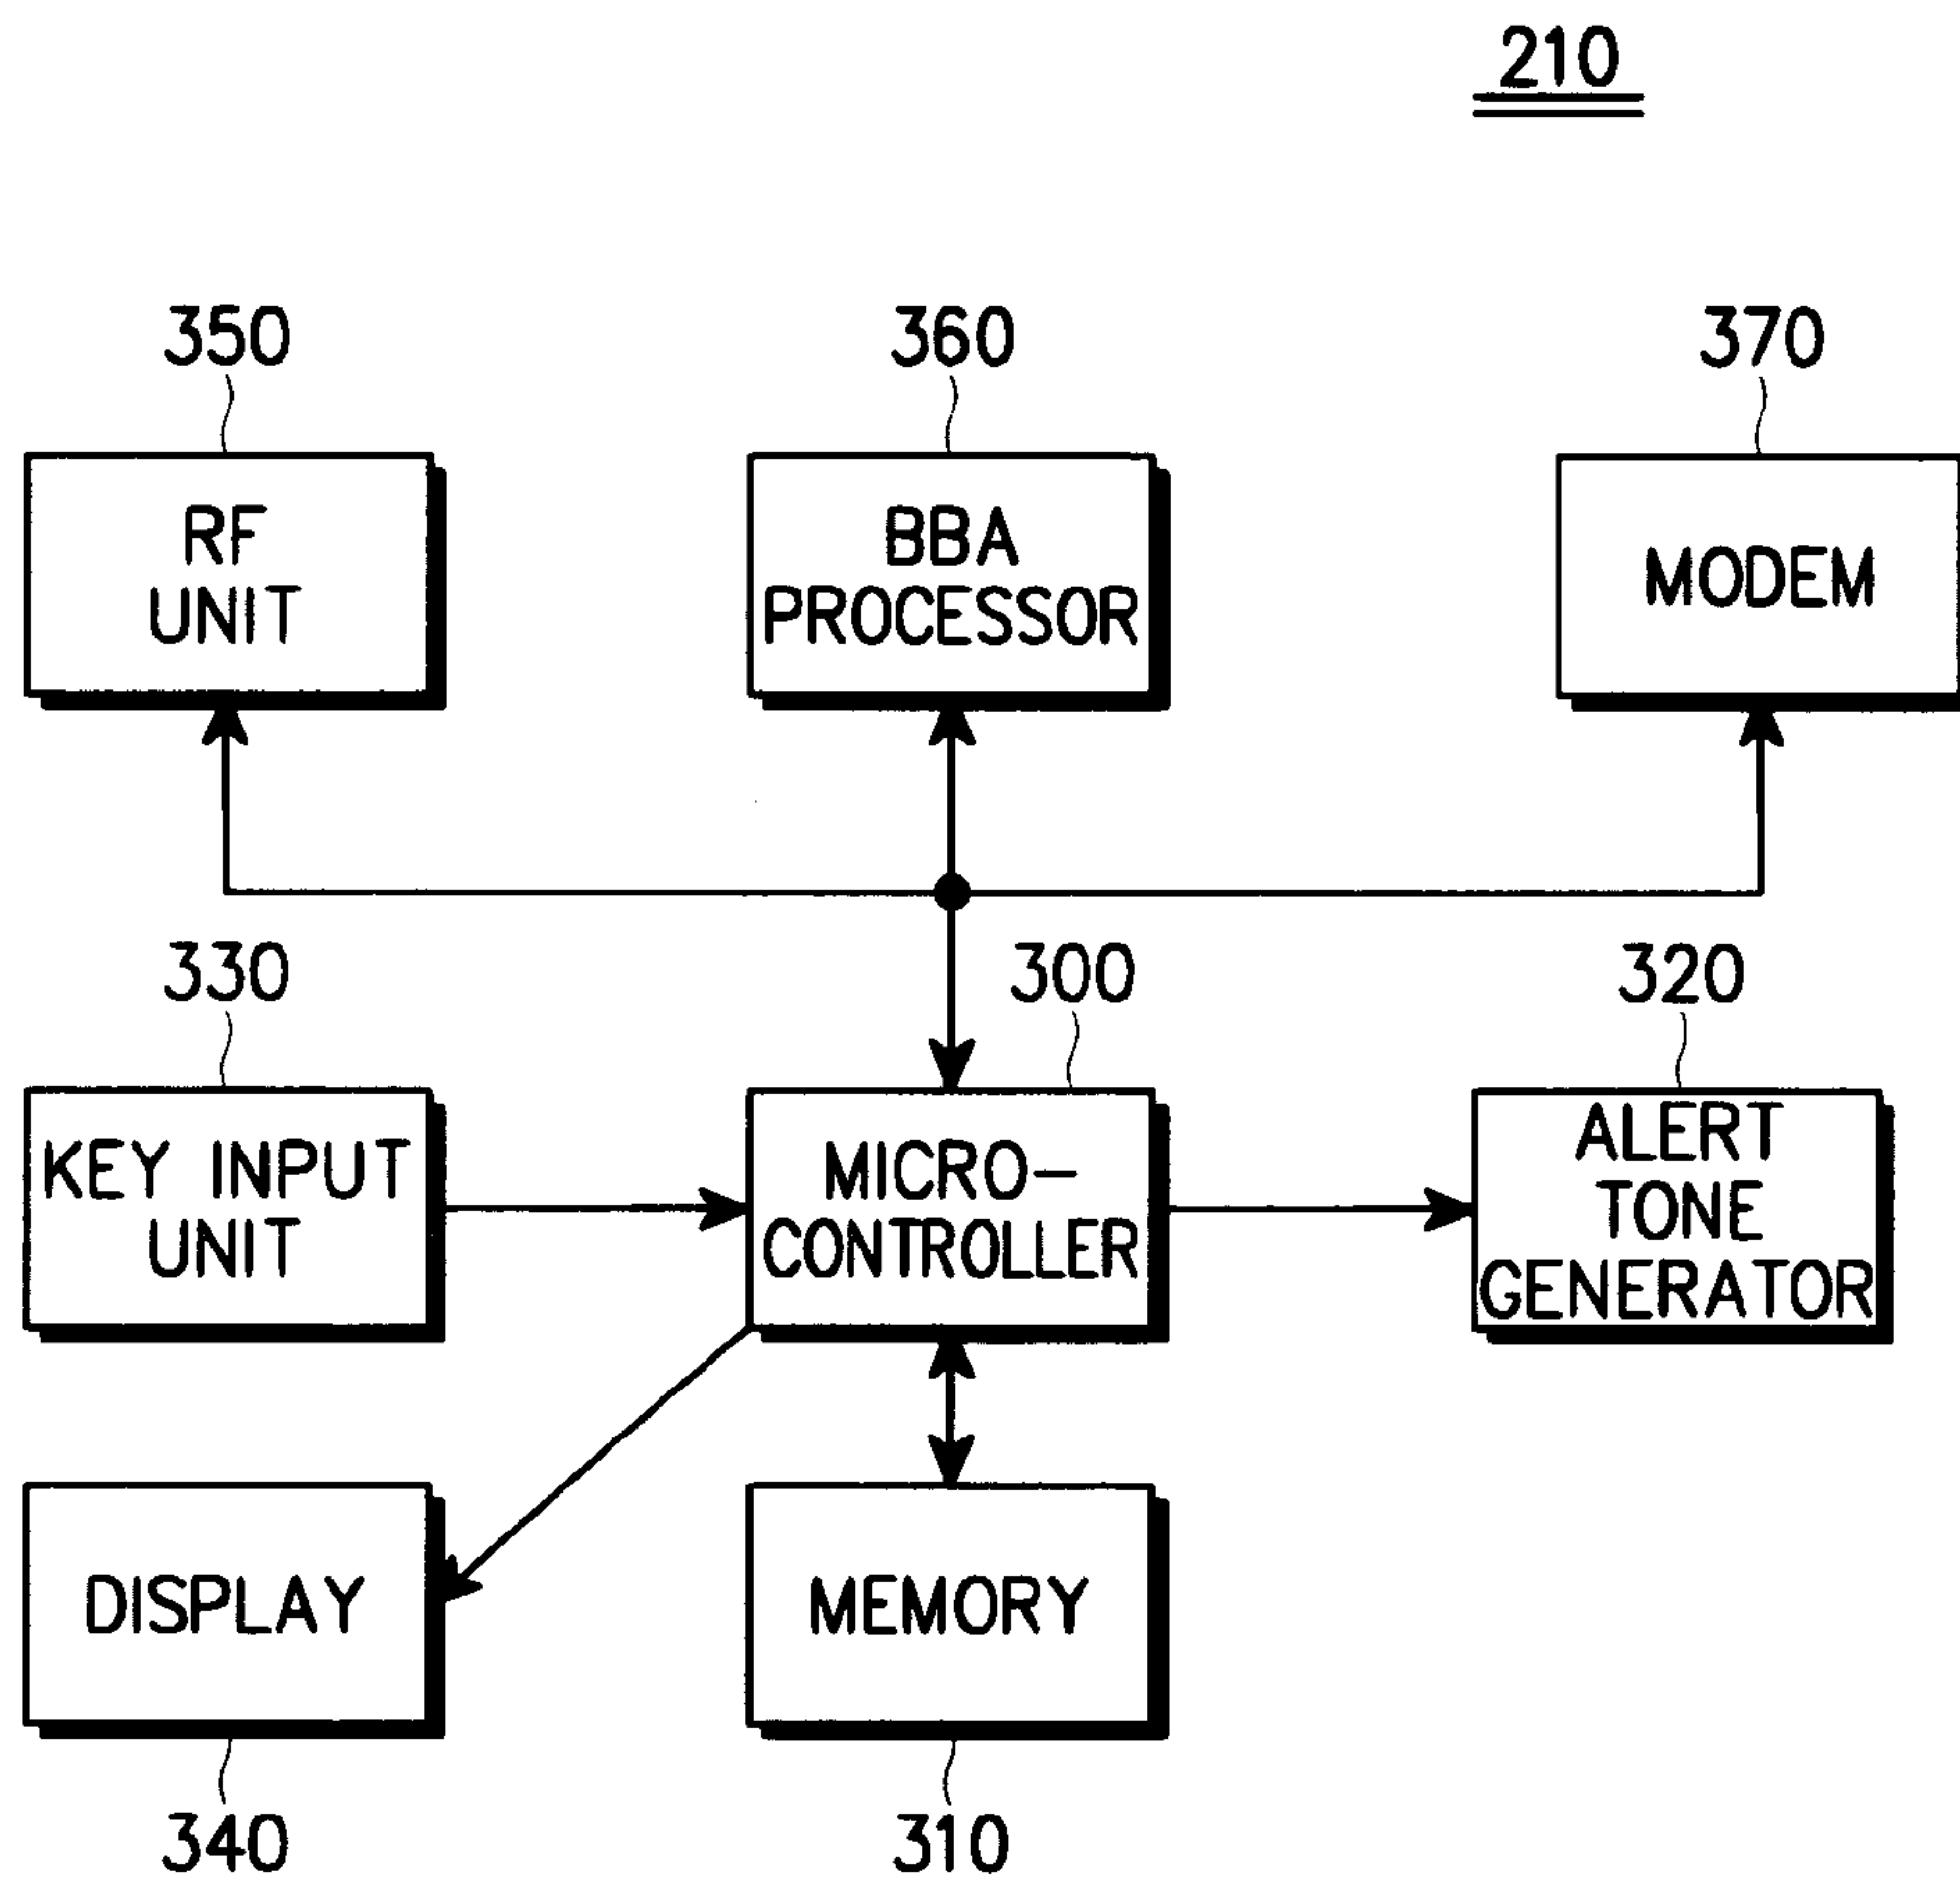 210
350
360
370
RF
UNIT
BBA
PROCESSOR
MODEM
330
300
320
KEY INPUT
UNIT
MICRO-
CONTROLLER
ALERT
TONE
GENERATOR
DISPLAY
MEMORY
340
310